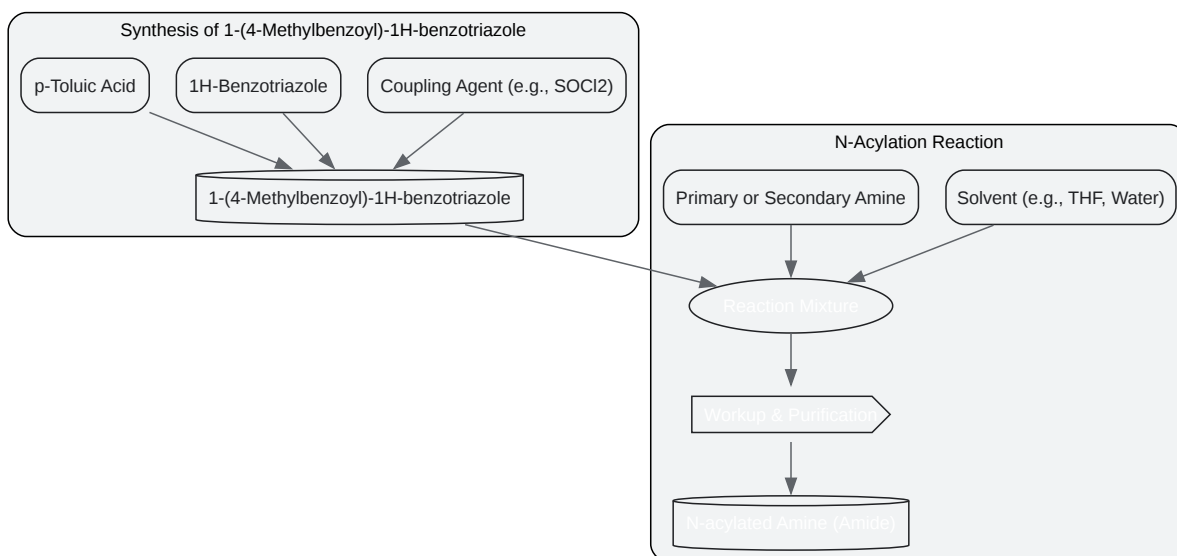 Synthesis of 1-(4-Methylbenzoyl)-1H-benzotriazole
p-Toluic Acid
1H-Benzotriazole
Coupling Agent (e.g., SOCl2)
1-(4-Methylbenzoyl)-1H-benzotriazole
N-Acylation Reaction
Primary or Secondary Amine
Solvent (e.g., THF, Water)
Reaction Mixture
Workup & Purification
N-acylated Amine (Amide)